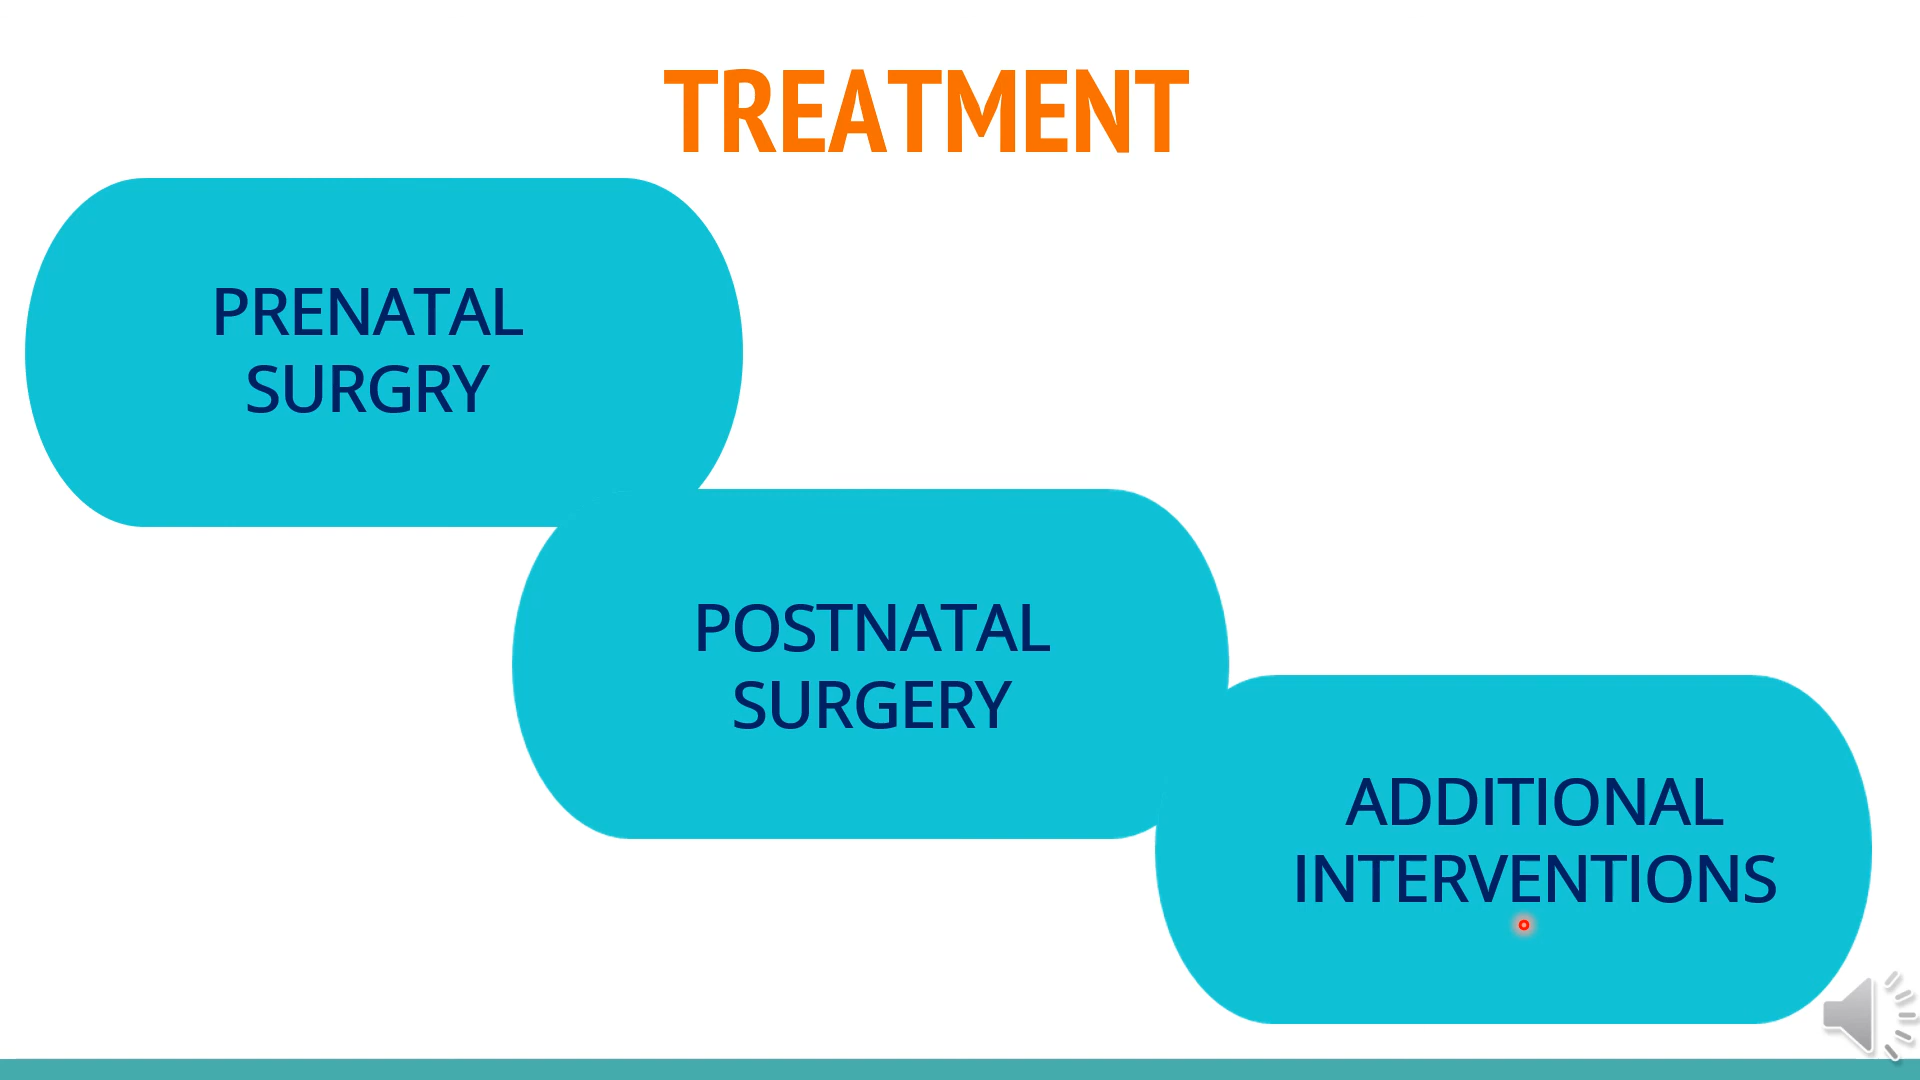 TREATMENT
PRENATAL
SURGRY
POSTNATAL
SURGERY
ADDITIONAL
INTERVENTIONS